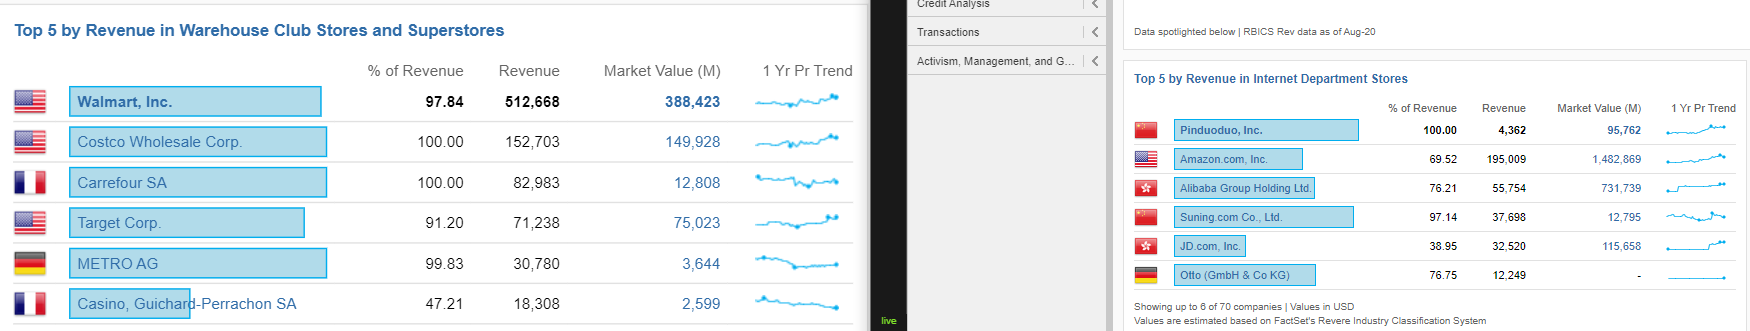 Top 5 by Revenue in Warehouse Club Stores and Superstores
% of Revenue Revenue Market Value (M) 1 Yr Pr Trend
Walmart, Inc. 97.84 512,668 388,423
Costco Wholesale Corp. 100.00 152,703 149,928
Carrefour SA 100.00 82,983 12,808
Target Corp. 91.20 71,238 75,023
METRO AG 99.83 30,780 3,644
Casino, Guichard-Perrachon SA 47.21 18,308 2,599
live
Credit Analysis
Transactions
Activism, Management, and G...
Data spotlighted below | RBICS Rev data as of Aug-20
Top 5 by Revenue in Internet Department Stores
% of Revenue Revenue Market Value (M) 1 Yr Pr Trend
Pinduoduo, Inc. 100.00 4,362 95,762
Amazon.com, Inc. 69.52 195,009 1,482,869
Alibaba Group Holding Ltd. 76.21 55,754 731,739
Suning.com Co., Ltd. 97.14 37,698 12,795
JD.com, Inc. 38.95 32,520 115,658
Otto (GmbH & Co KG) 76.75 12,249 -
Showing up to 6 of 70 companies | Values in USD
Values are estimated based on FactSet's Revere Industry Classification System